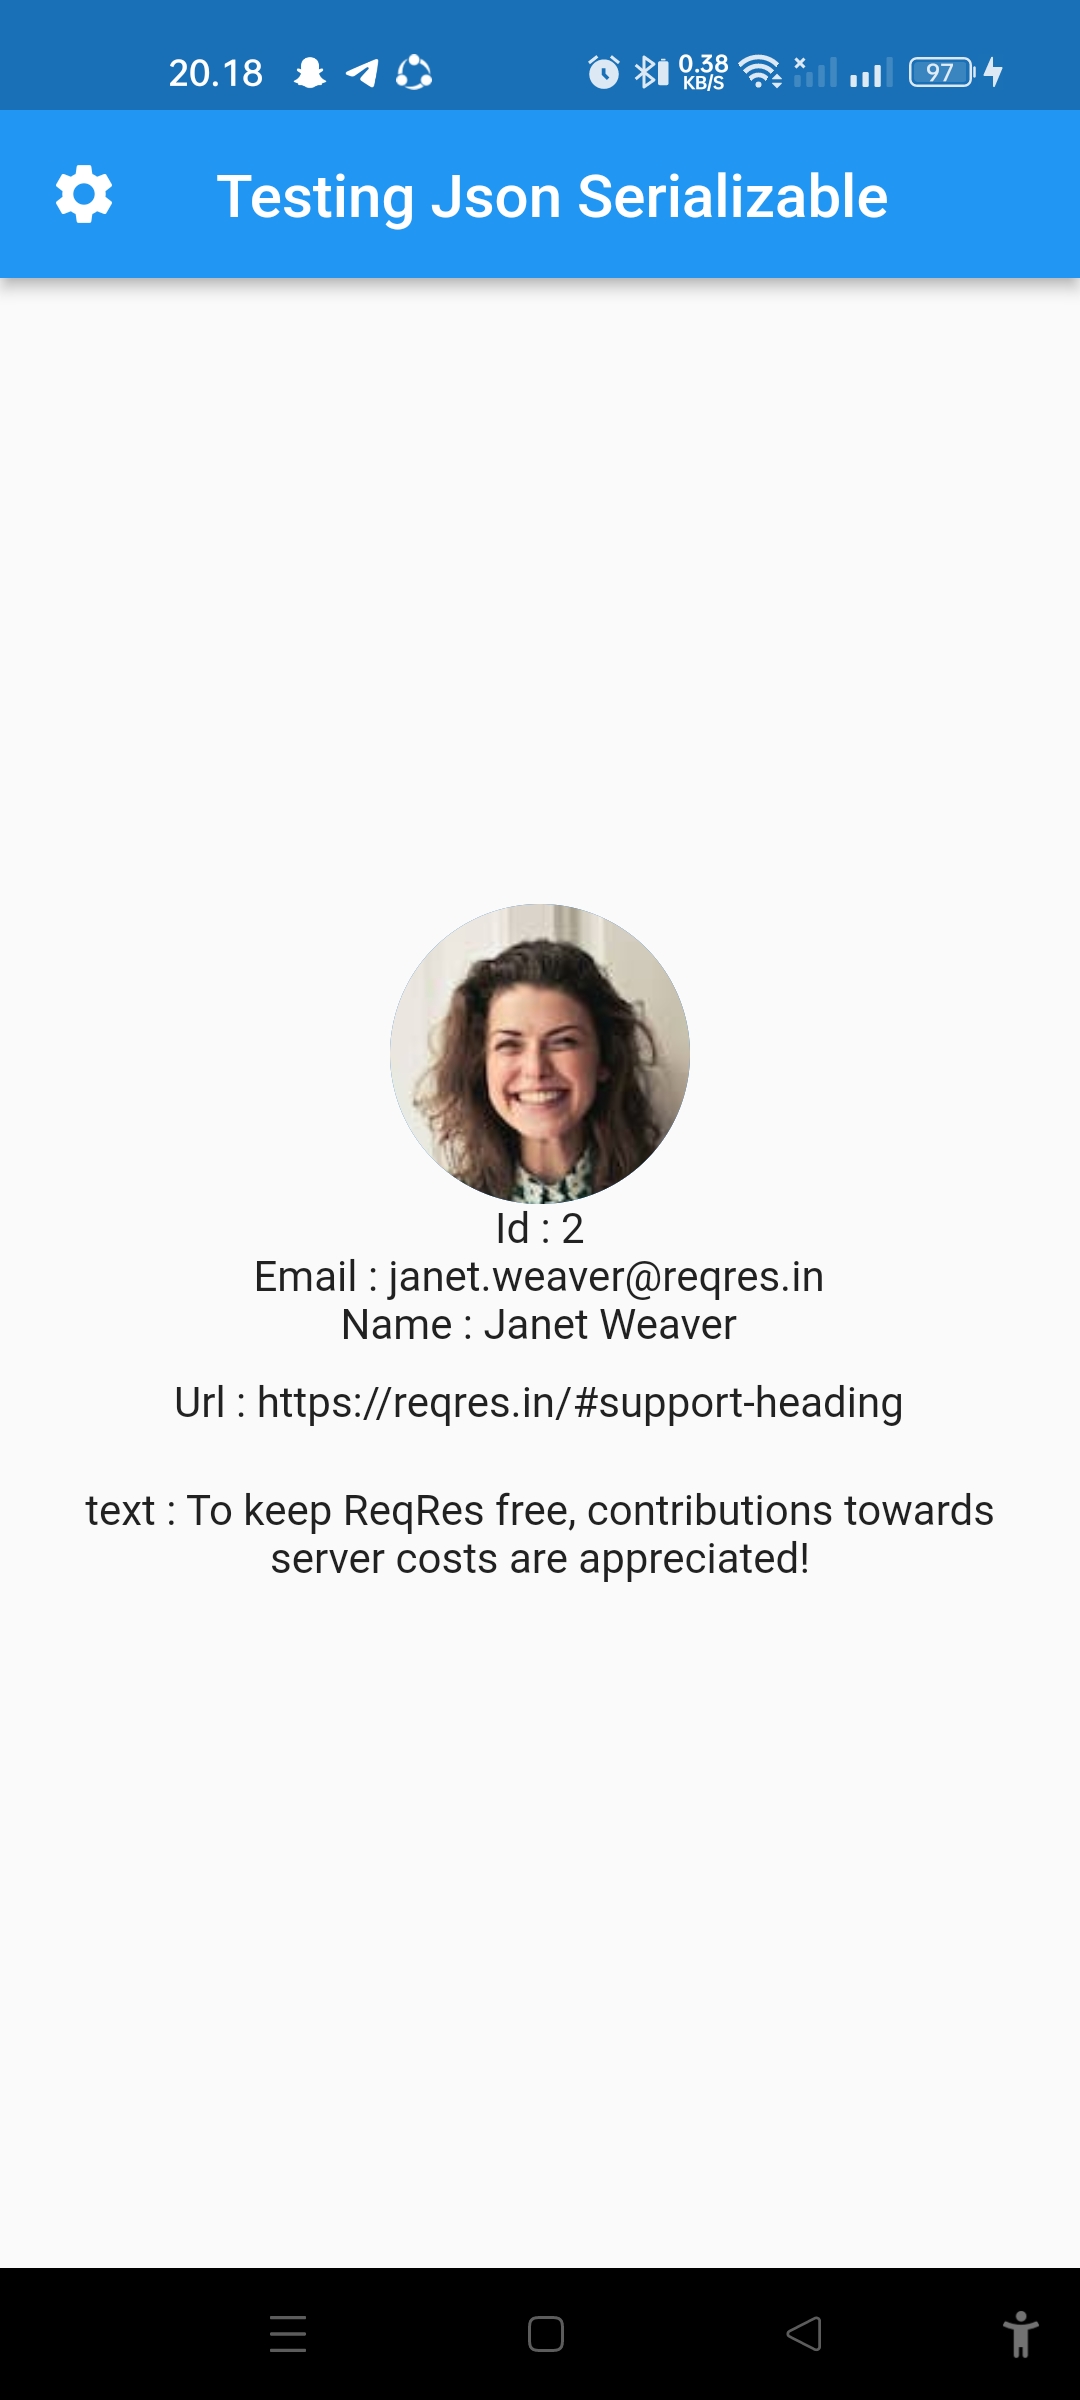 20.18
0.38
KB/S
97
Testing Json Serializable
Id : 2
Email : janet.weaver@reqres.in
Name : Janet Weaver
Url : https://reqres.in/#support-heading
text : To keep ReqRes free, contributions towards
server costs are appreciated!